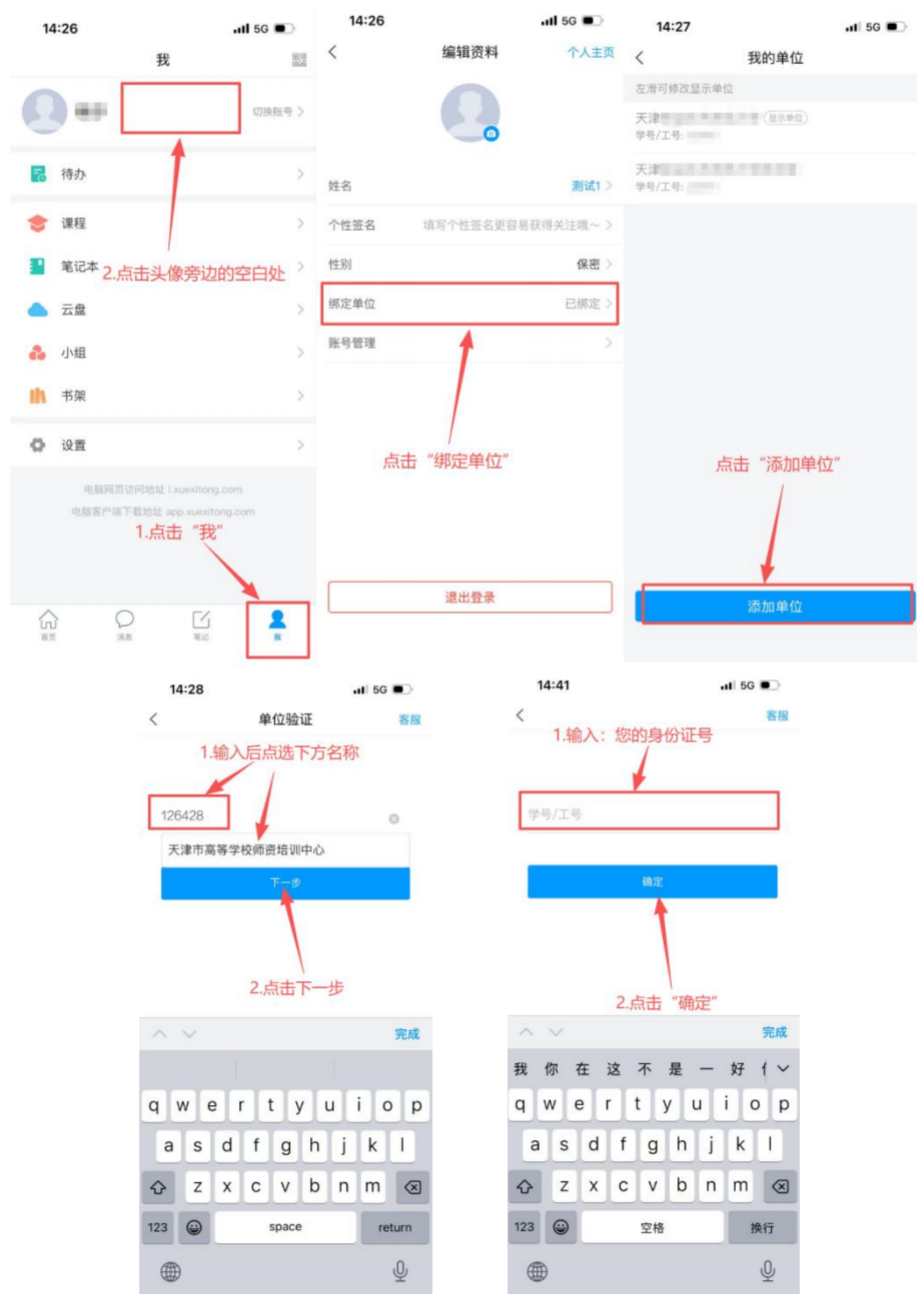 14:26
5G
我
切换账号
待办
课程
笔记本
2.点击头像旁边的空白处
云盘
小组
书架
设置
电脑网页访问地址 i.xuexitong.com
电脑客户端下载地址 app.xuexitong.com
1.点击“我”
首页
消息
笔记
我
14:26
5G
编辑资料
个人主页
姓名
测试1
个性签名
填写个性签名更容易获得关注哦~
性别
保密
绑定单位
已绑定
账号管理
点击“绑定单位”
退出登录
14:27
5G
我的单位
左滑可修改显示单位
天津
显示单位
学号/工号:
天津
学号/工号:
点击“添加单位”
添加单位
14:28
5G
单位验证
客服
1.输入后点选下方名称
126428
天津市高等学校师资培训中心
下一步
2.点击下一步
完成
q w e r t y u i o p
a s d f g h j k l
z x c v b n m
123
space
return
14:41
5G
客服
1.输入：您的身份证号
学号/工号
确定
2.点击“确定”
完成
我 你 在 这 不 是 一 好
q w e r t y u i o p
a s d f g h j k l
z x c v b n m
123
空格
换行